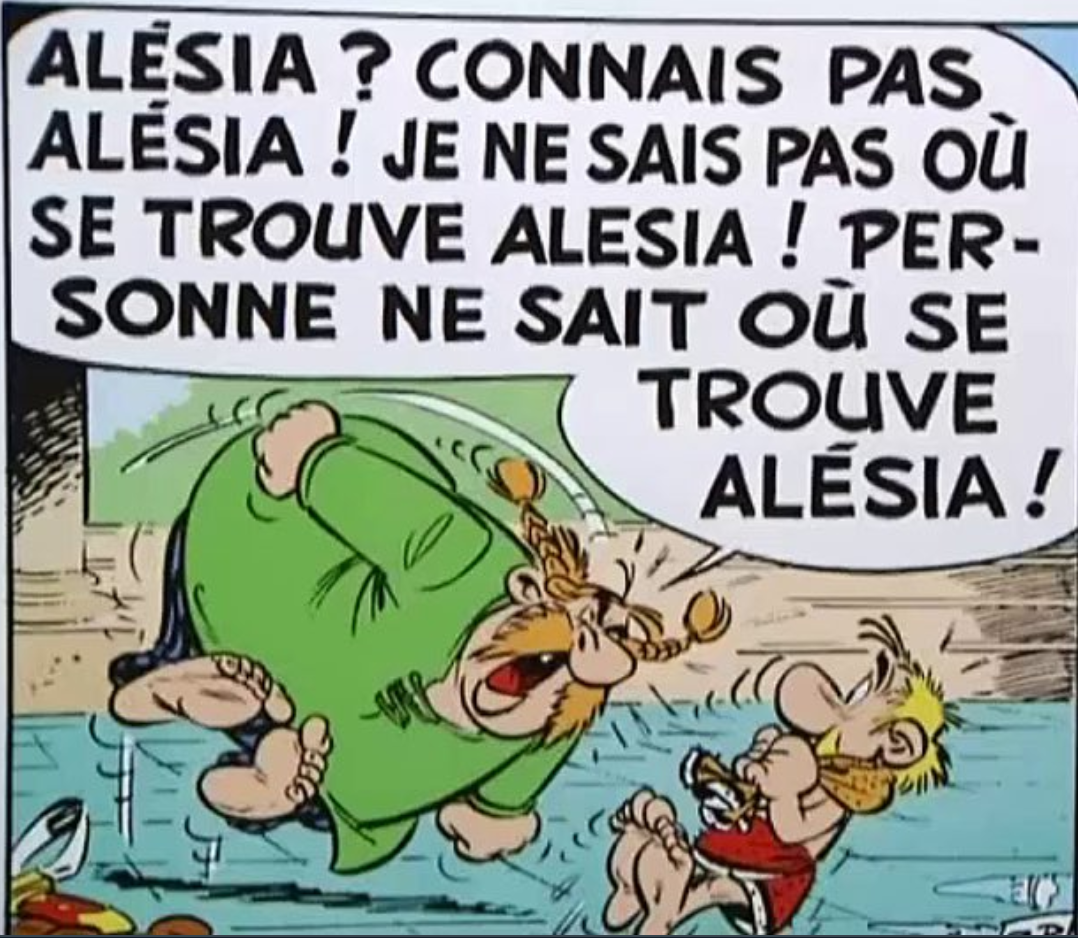 ALÉSIA ? CONNAIS PAS
ALÉSIA ! JE NE SAIS PAS OÙ
SE TROUVE ALESIA ! PER-
SONNE NE SAIT OÙ SE
TROUVE
ALÉSIA !